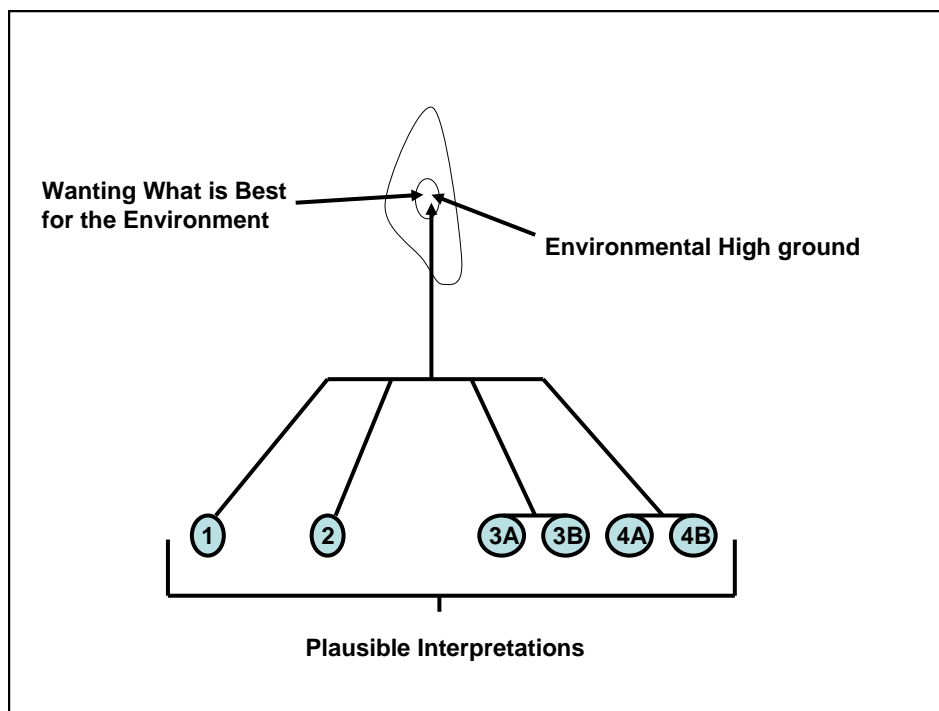 Wanting What is Best
for the Environment
Environmental High ground
1 2 3A 3B 4A 4B
Plausible Interpretations